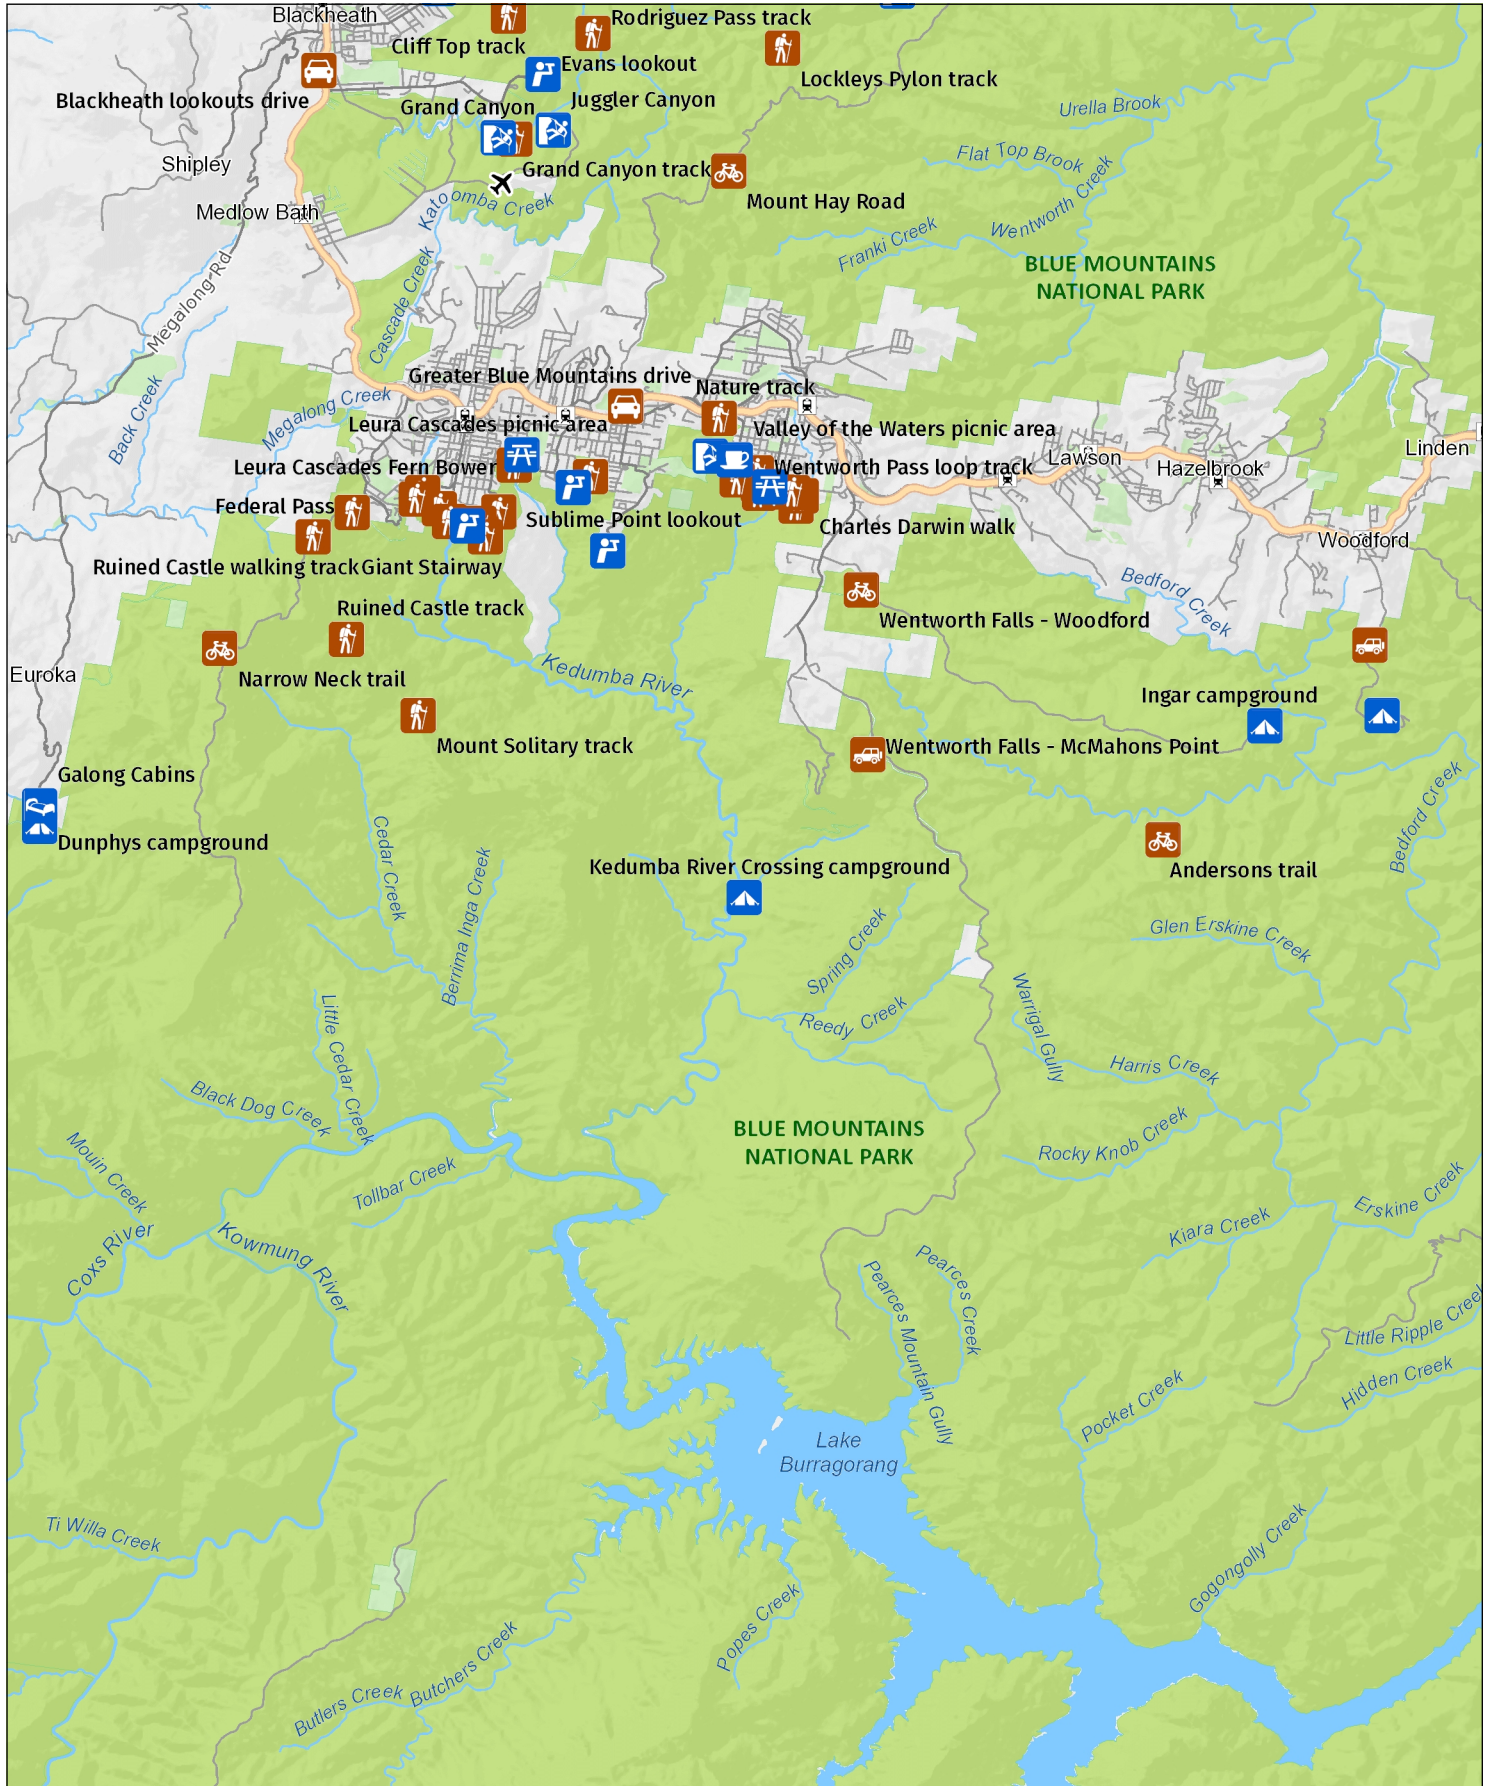 Blackheath
Rodriguez Pass track
Cliff Top track
Evans lookout
Lockleys Pylon track
Blackheath lookouts drive
Grand Canyon
Juggler Canyon
Urella Brook
Shipley
Grand Canyon track
Flat Top Brook
Medlow Bath
Katoomba Creek
Mount Hay Road
Wentworth Creek
Franki Creek
BLUE MOUNTAINS
NATIONAL PARK
Megalong Rd
Cascade Creek
Greater Blue Mountains drive
Nature track
Back Creek
Megalong Creek
Leura Cascades picnic area
Valley of the Waters picnic area
Leura Cascades Fern Bower
Wentworth Pass loop track
Lawson
Hazelbrook
Linden
Federal Pass
Sublime Point lookout
Charles Darwin walk
Woodford
Ruined Castle walking track
Giant Stairway
Bedford Creek
Ruined Castle track
Wentworth Falls - Woodford
Euroka
Narrow Neck trail
Kedumba River
Ingar campground
Mount Solitary track
Wentworth Falls - McMahons Point
Galong Cabins
Dunphys campground
Cedar Creek
Kedumba River Crossing campground
Andersons trail
Bedford Creek
Berrima Inga Creek
Spring Creek
Glen Erskine Creek
Little Cedar Creek
Reedy Creek
Warrigal Gully
Harris Creek
Black Dog Creek
BLUE MOUNTAINS
NATIONAL PARK
Rocky Knob Creek
Mouin Creek
Tollbar Creek
Erskine Creek
Coxs River
Kowmung River
Kiara Creek
Pearces Creek
Pearces Mountain Gully
Little Ripple Creek
Hidden Creek
Pocket Creek
Lake
Burragorang
Ti Willa Creek
Gogongolly Creek
Popes Creek
Butchers Creek
Butlers Creek